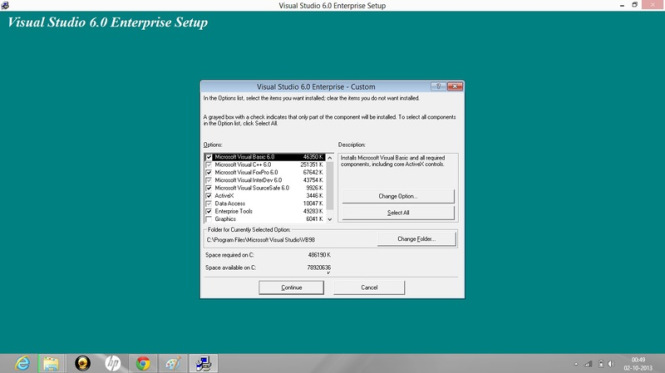 Visual Studio 6.0 Enterprise Setup
Visual Studio 6.0 Enterprise Setup
Visual Studio 6.0 Enterprise - Custom
In the Options list, select the items you want installed; clear the items you do not want installed.
A grayed box with a check indicates that only part of the component will be installed. To select all components
in the Option list, click Select All.
Options:
Microsoft Visual Basic 6.0 46350 K
Microsoft Visual C++ 6.0 251351 K
Microsoft Visual FoxPro 6.0 67642 K
Microsoft Visual InterDev 6.0 43754 K
Microsoft Visual SourceSafe 6.0 9926 K
ActiveX 3446 K
Data Access 10047 K
Enterprise Tools 49283 K
Graphics 6041 K
Description:
Installs Microsoft Visual Basic and all required
components, including core ActiveX controls.
Change Option...
Select All
Folder for Currently Selected Option:
C:\Program Files\Microsoft Visual Studio\VB98
Change Folder...
Space required on C: 486190 K
Space available on C: 78920636
K
Continue
Cancel
hp
00:49
02-10-2013